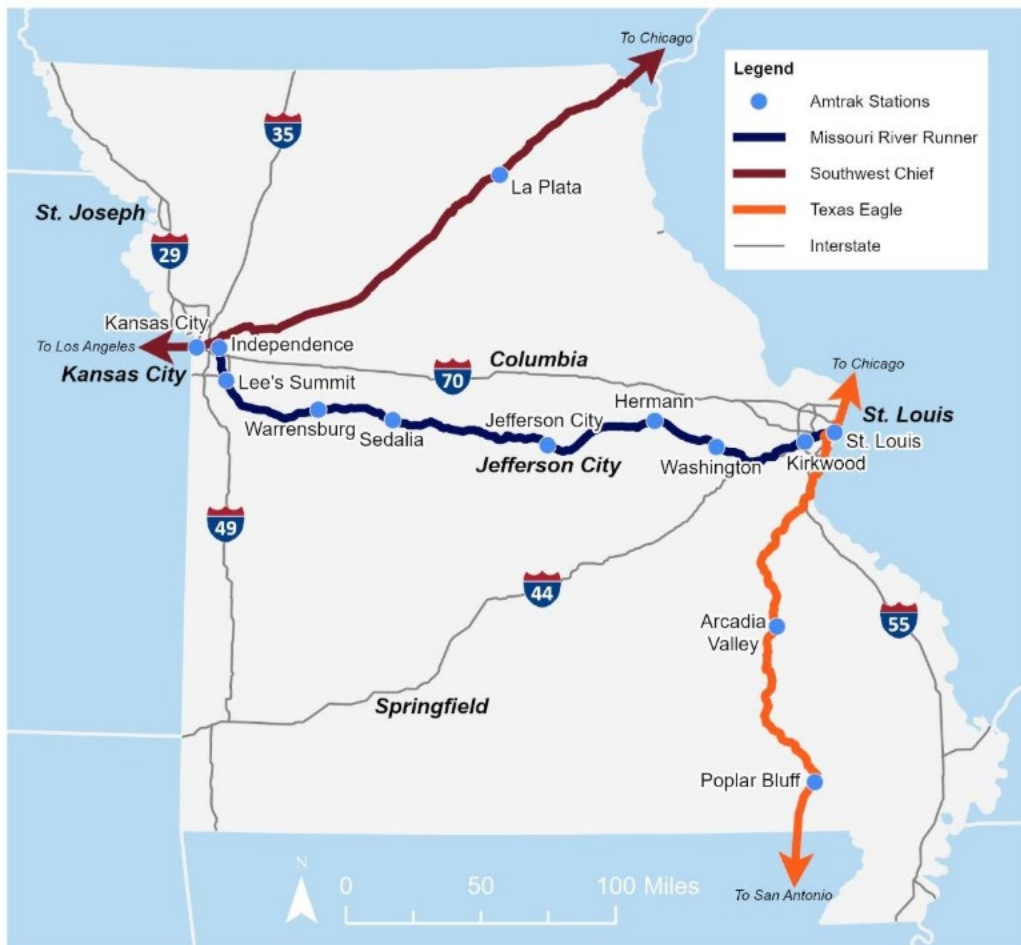 To Chicago
Legend
Amtrak Stations
Missouri River Runner
Southwest Chief
Texas Eagle
Interstate
35
La Plata
St. Joseph
29
Kansas City
To Los Angeles
Independence
Kansas City
Lee's Summit
70
Columbia
To Chicago
St. Louis
Hermann
Warrensburg
Sedalia
Jefferson City
Jefferson City
St. Louis
Washington
Kirkwood
49
44
55
Arcadia
Valley
Springfield
Poplar Bluff
N
0 50 100 Miles
To San Antonio